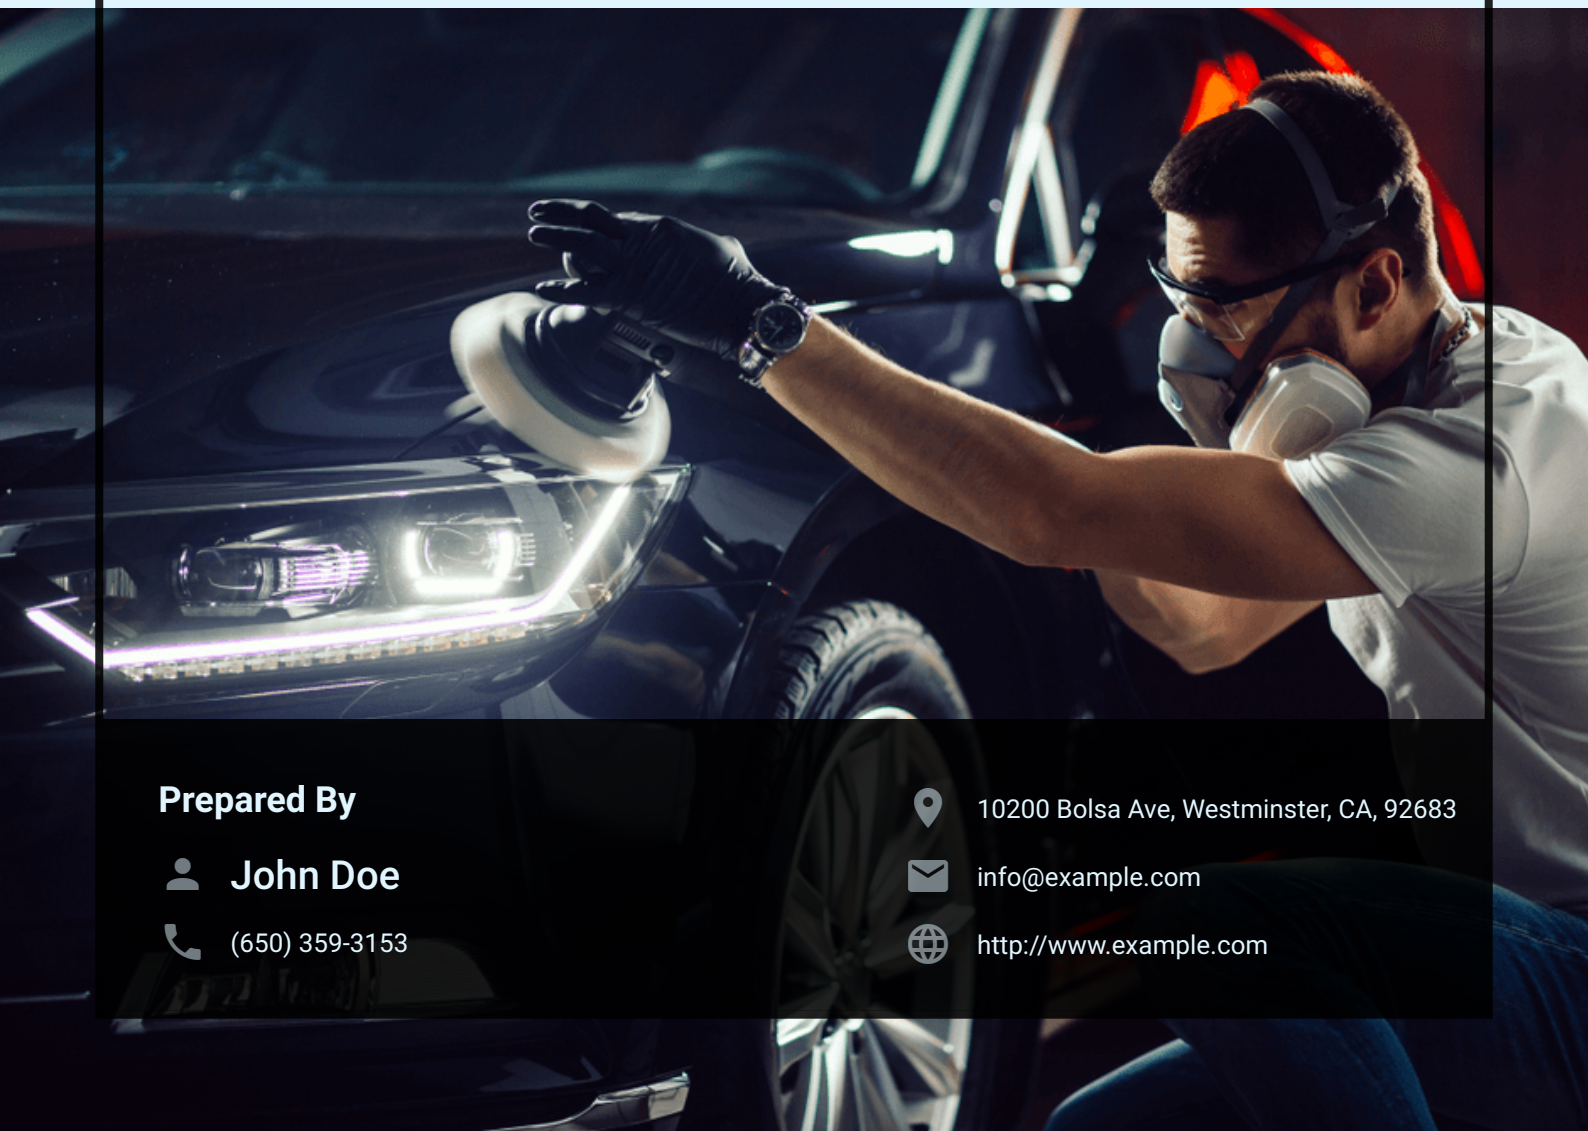 Prepared By
John Doe
(650) 359-3153
10200 Bolsa Ave, Westminster, CA, 92683
info@example.com
http://www.example.com